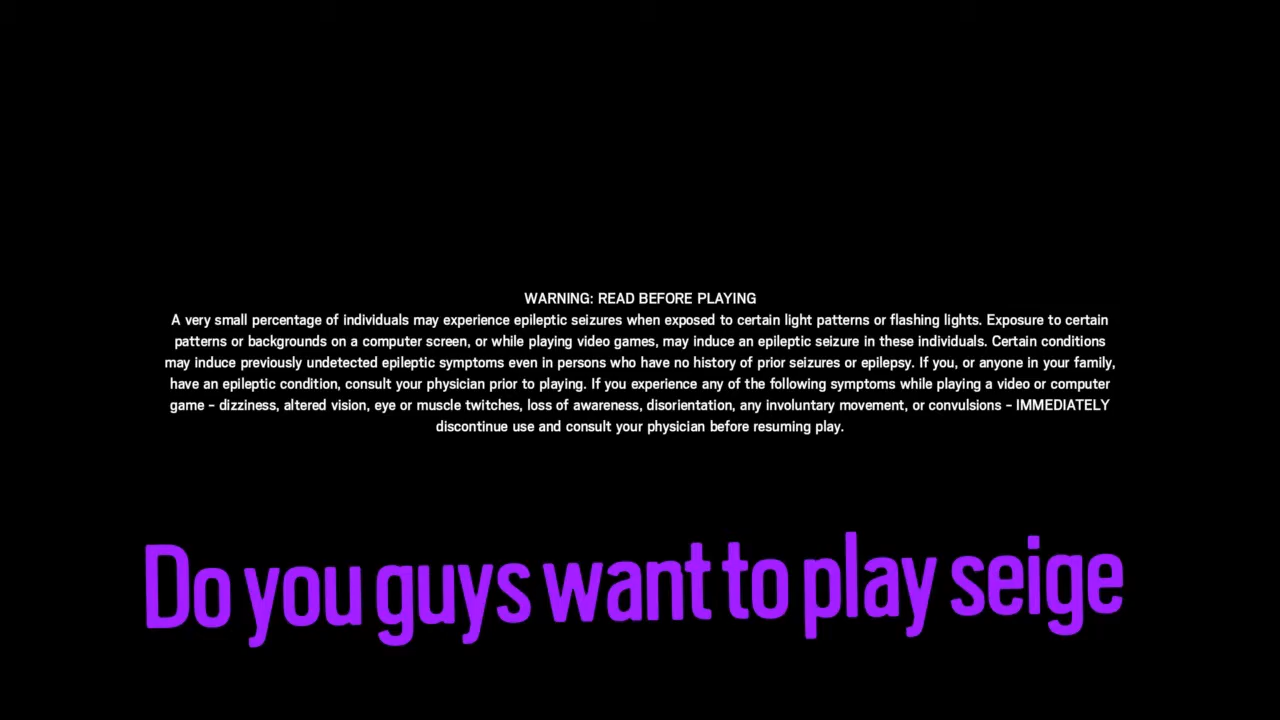 WARNING: READ BEFORE PLAYING
A very small percentage of individuals may experience epileptic seizures when exposed to certain light patterns or flashing lights. Exposure to certain
patterns or backgrounds on a computer screen, or while playing video games, may induce an epileptic seizure in these individuals. Certain conditions
may induce previously undetected epileptic symptoms even in persons who have no history of prior seizures or epilepsy. If you, or anyone in your family,
have an epileptic condition, consult your physician prior to playing. If you experience any of the following symptoms while playing a video or computer
game – dizziness, altered vision, eye or muscle twitches, loss of awareness, disorientation, any involuntary movement, or convulsions – IMMEDIATELY
discontinue use and consult your physician before resuming play.
Do you guys want to play seige